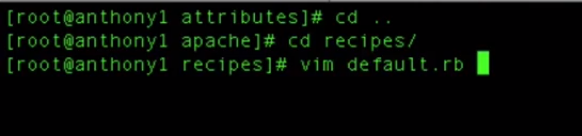 [root@anthony1 attributes]# cd ..
[root@anthony1 apache]# cd recipes/
[root@anthony1 recipes]# vim default.rb